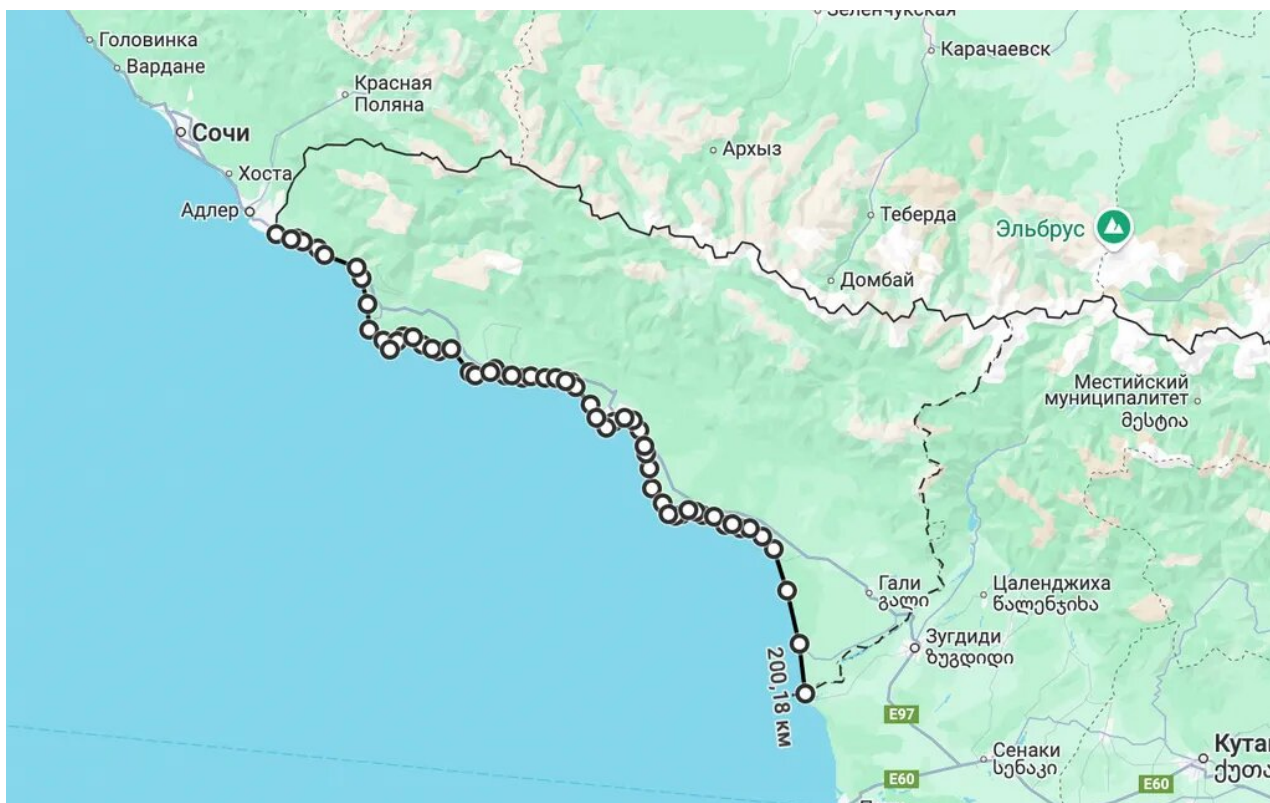 Зеленчукская
Головинка
Карачаевск
Вардане
Красная
Поляна
Сочи
Архыз
Хоста
Адлер
Теберда
Эльбрус
Домбай
Местийский
муниципалитет
მესტია
Гали
გალი
Цаленджиха
წალენჯიხა
Зугдиди
ზუგდიდი
200,18 км
E97
Сенаки
სენაკი
E60
E60
Кута
ქუთა